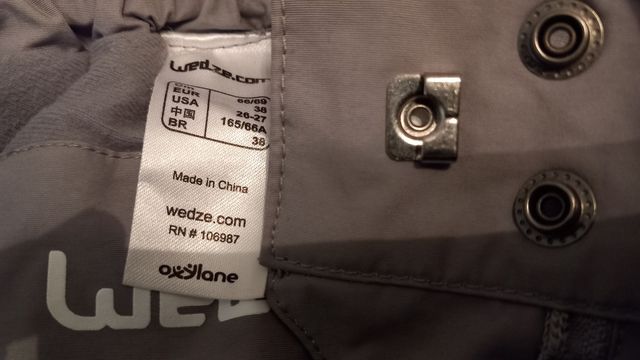 wedze.com
CM 66/69
EUR 38
USA 26-27
中国 165/66A
BR 38
Made in China
wedze.com
RN # 106987
oxylane
WED